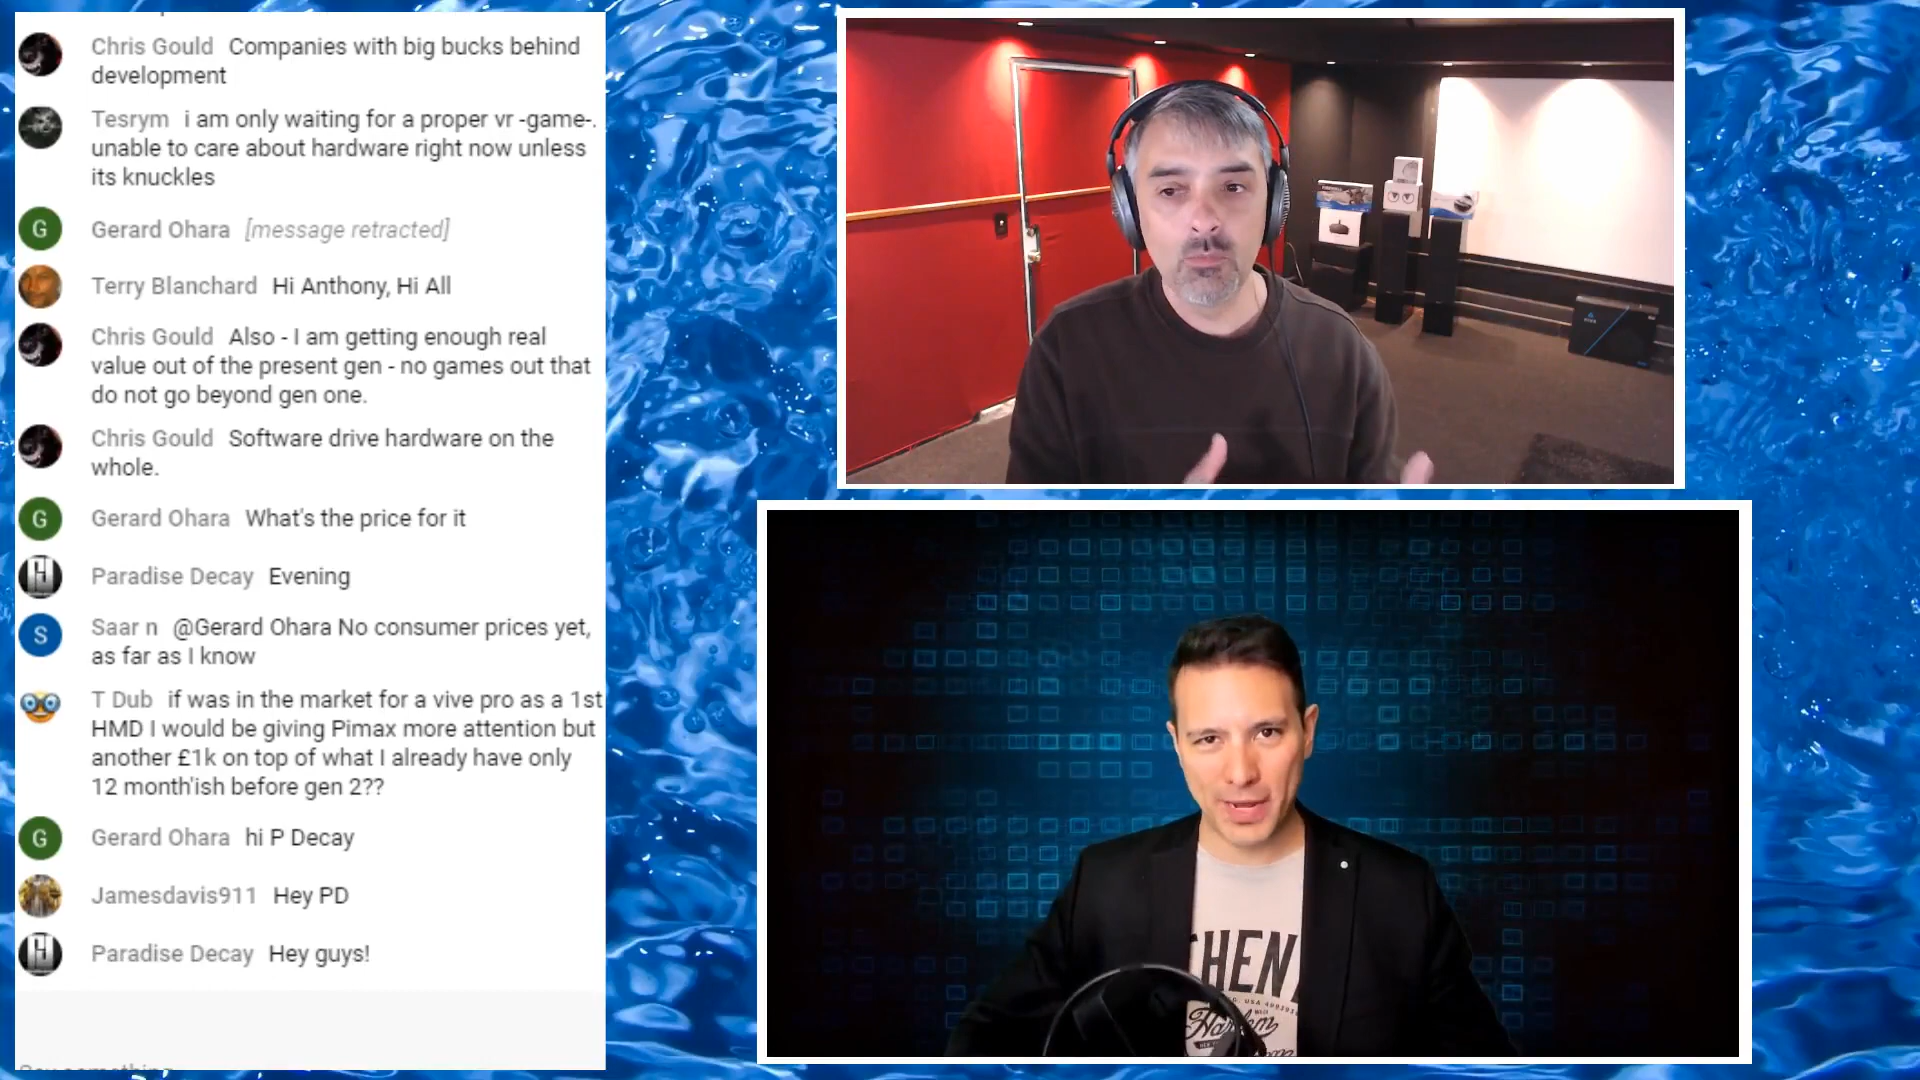 Chris Gould Companies with big bucks behind
development
Tesrym i am only waiting for a proper vr -game-.
unable to care about hardware right now unless
its knuckles
G
Gerard Ohara [message retracted]
Terry Blanchard Hi Anthony, Hi All
Chris Gould Also - I am getting enough real
value out of the present gen - no games out that
do not go beyond gen one.
Chris Gould Software drive hardware on the
whole.
G
Gerard Ohara What's the price for it
Paradise Decay Evening
S
Saar n @Gerard Ohara No consumer prices yet,
as far as I know
T Dub if was in the market for a vive pro as a 1st
HMD I would be giving Pimax more attention but
another £1k on top of what I already have only
12 month'ish before gen 2??
G
Gerard Ohara hi P Decay
Jamesdavis911 Hey PD
Paradise Decay Hey guys!
Say something
HEN
USA
Harlem